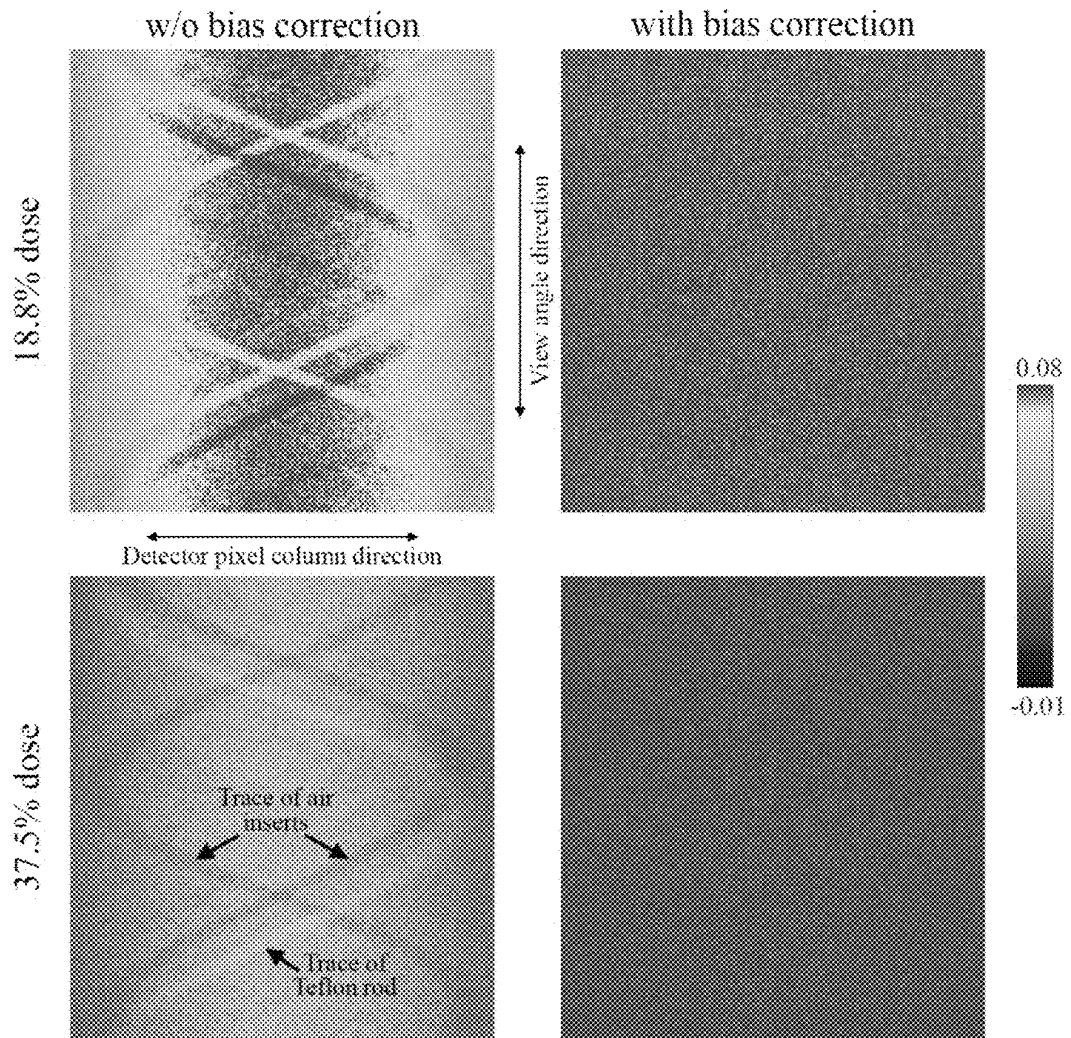 w/o bias correction
with bias correction
18.8% dose
View angle direction
0.08
-0.01
Detector pixel column direction
37.5% dose
Trace of air
inserts
Trace of
Teflon rod